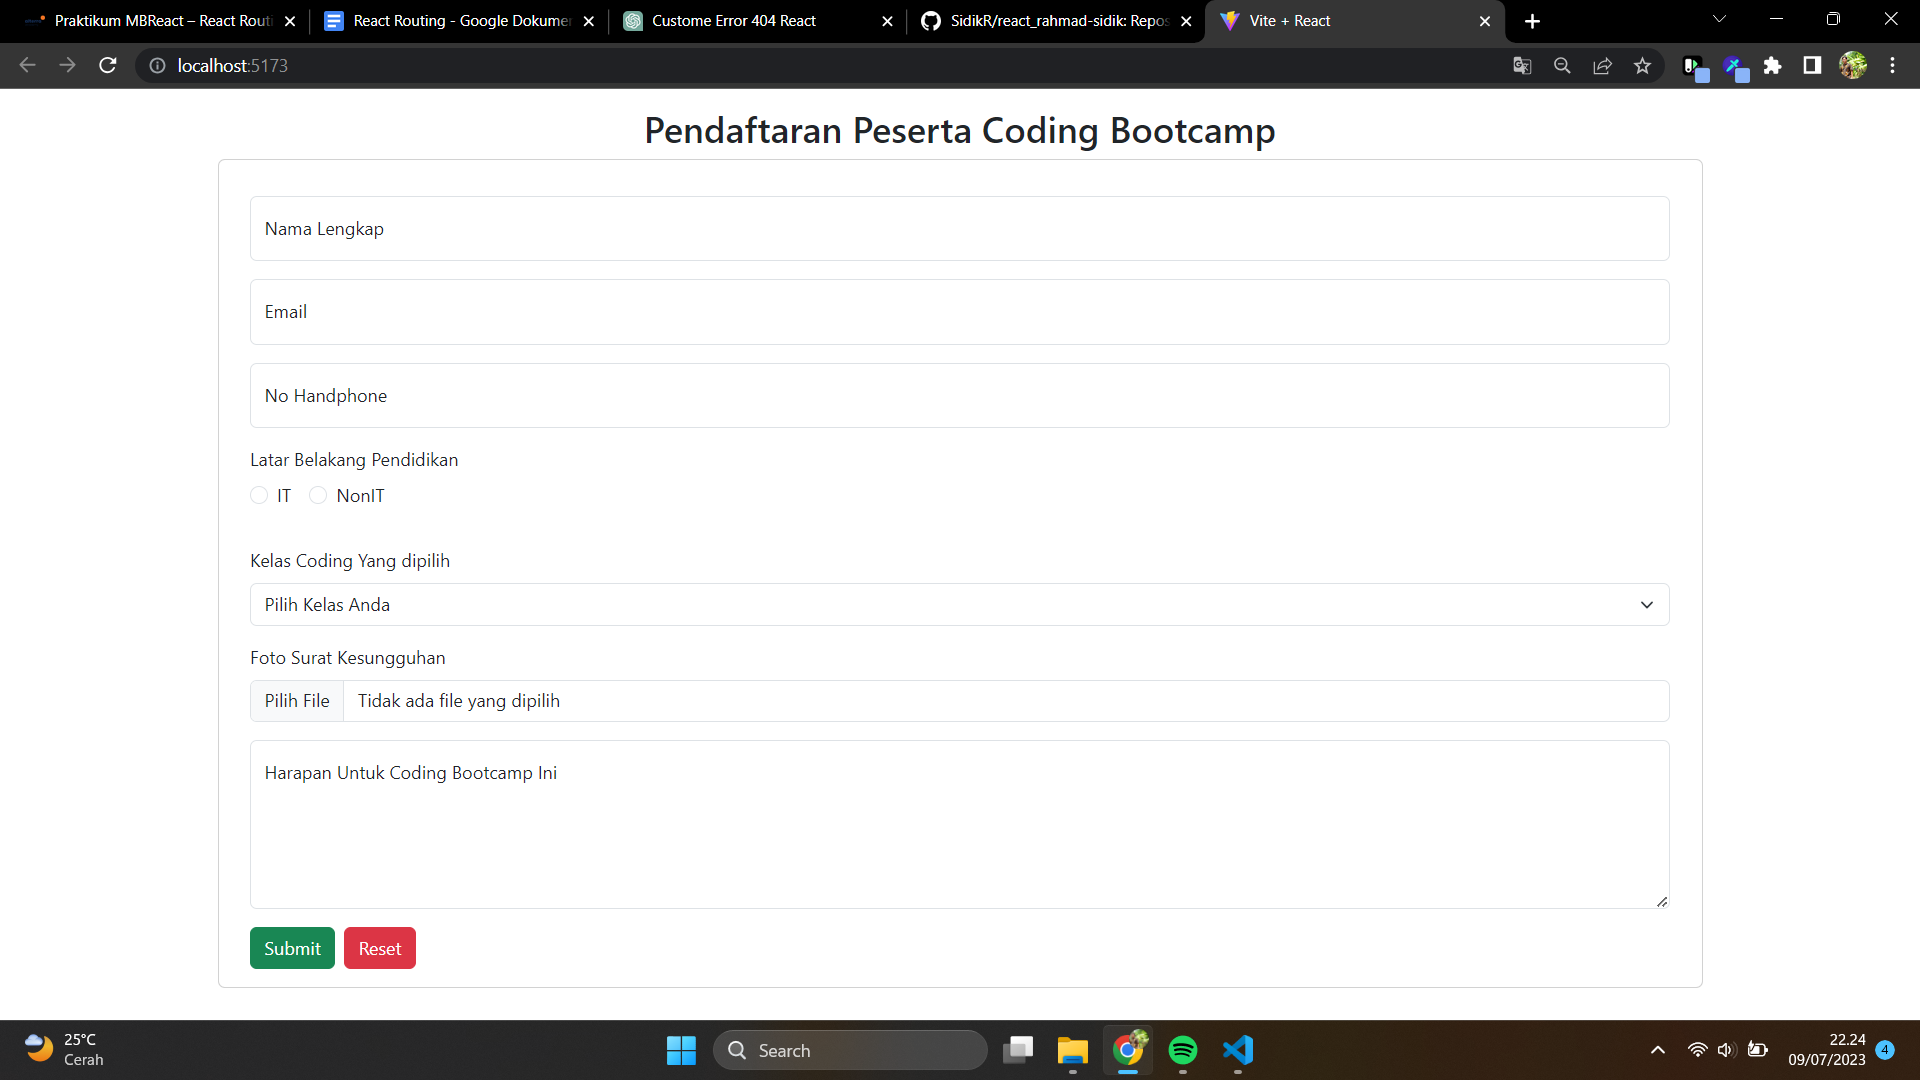 Praktikum MBReact – React Routi
React Routing - Google Dokumen
Custome Error 404 React
SidikR/react_rahmad-sidik: Repos
Vite + React
localhost:5173
Pendaftaran Peserta Coding Bootcamp
Nama Lengkap
Email
No Handphone
Latar Belakang Pendidikan
IT NonIT
Kelas Coding Yang dipilih
Pilih Kelas Anda
Foto Surat Kesungguhan
Pilih File Tidak ada file yang dipilih
Harapan Untuk Coding Bootcamp Ini
Submit Reset
25°C
Cerah
Search
22.24
09/07/2023
4